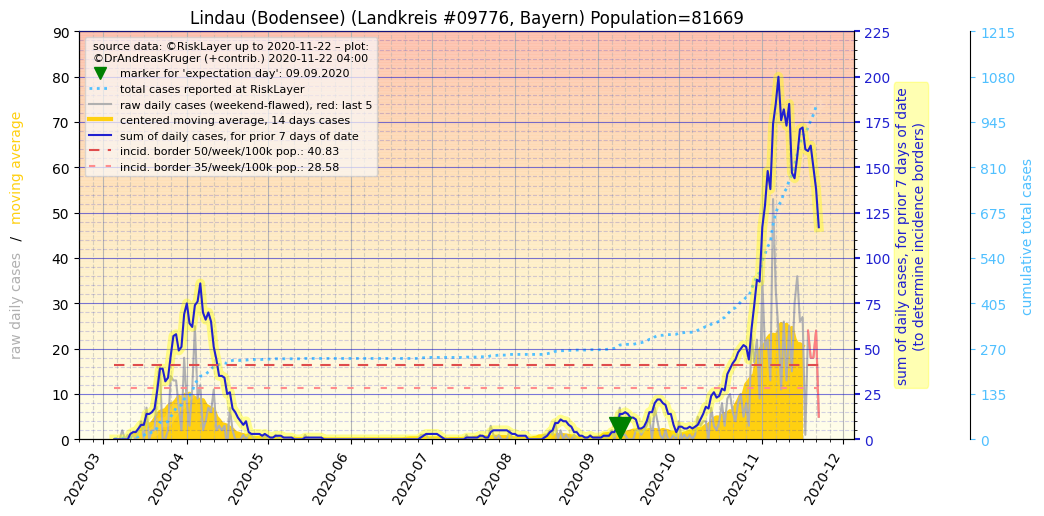 Lindau (Bodensee) (Landkreis #09776, Bayern) Population=81669
source data: ©RiskLayer up to 2020-11-22 – plot:
©DrAndreasKruger (+contrib.) 2020-11-22 04:00
marker for 'expectation day': 09.09.2020
total cases reported at RiskLayer
raw daily cases (weekend-flawed), red: last 5
centered moving average, 14 days cases
sum of daily cases, for prior 7 days of date
incid. border 50/week/100k pop.: 40.83
incid. border 35/week/100k pop.: 28.58
raw daily cases / moving average
90
80
70
60
50
40
30
20
10
0
2020-03
2020-04
2020-05
2020-06
2020-07
2020-08
2020-09
2020-10
2020-11
2020-12
225
200
175
150
125
100
75
50
25
0
sum of daily cases, for prior 7 days of date
(to determine incidence borders)
1215
1080
945
810
675
540
405
270
135
0
cumulative total cases